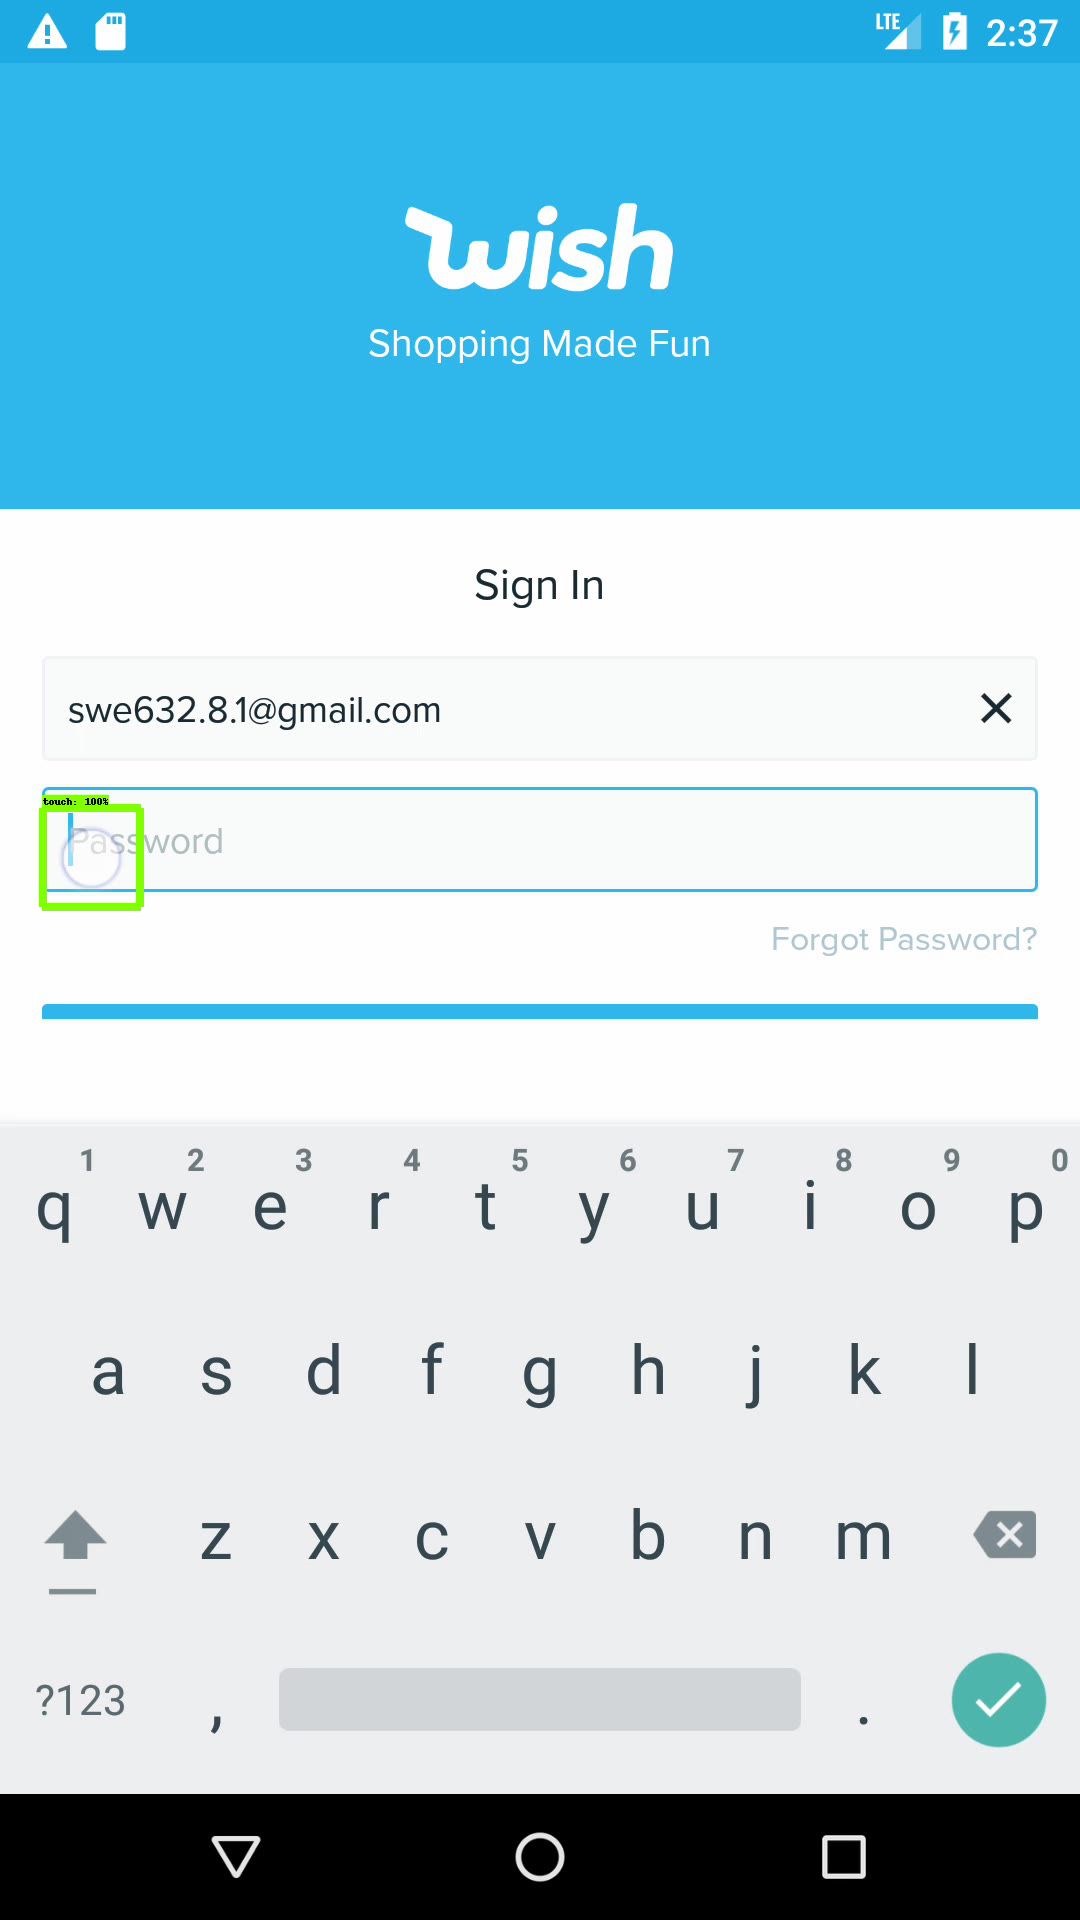 LTE 2:37
wish
Shopping Made Fun
Sign In
swe632.8.1@gmail.com
touch: 100%
Password
Forgot Password?
1 2 3 4 5 6 7 8 9 0
q w e r t y u i o p
a s d f g h j k l
z x c v b n m
?123 , .